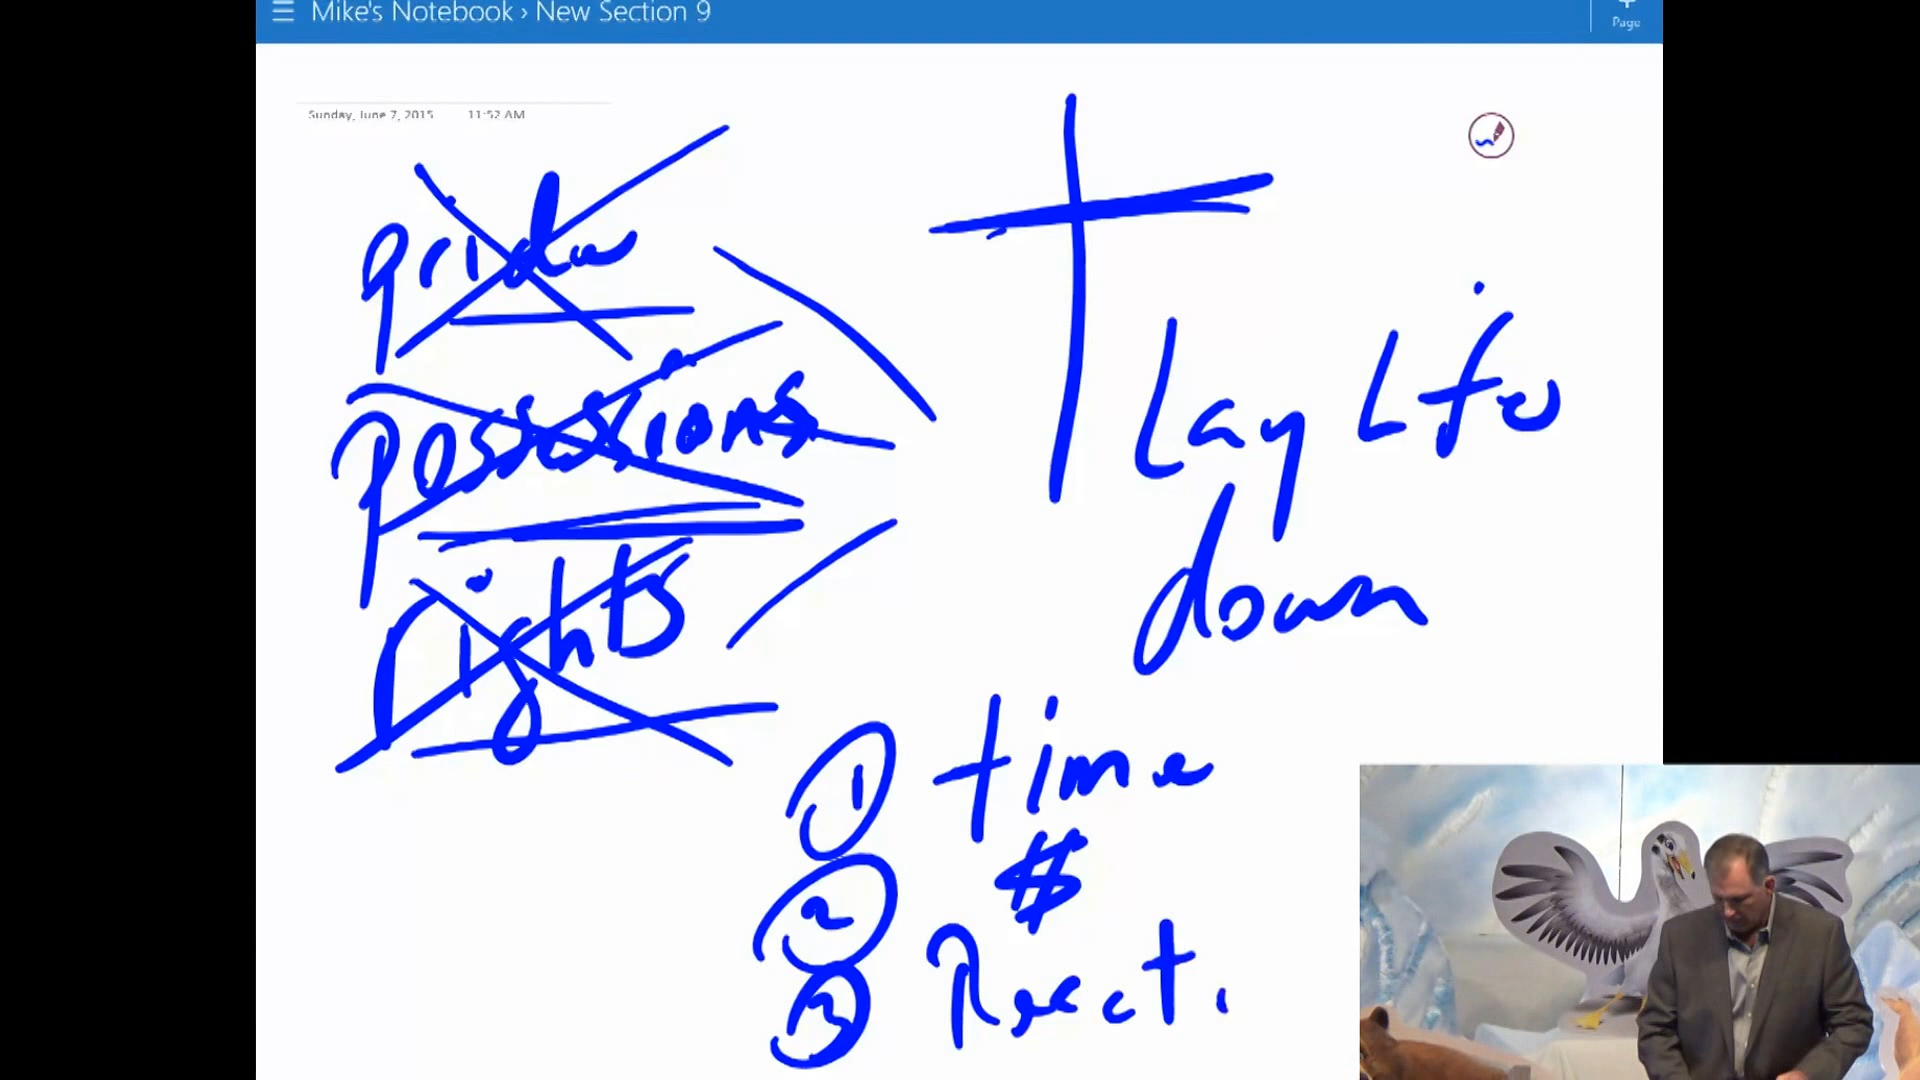 Mike's Notebook › New Section 9
Page
Sunday, June 7, 2015 11:52 AM
pride
possessions
rights
Lay Life
down
1 time
2 $
3 React.